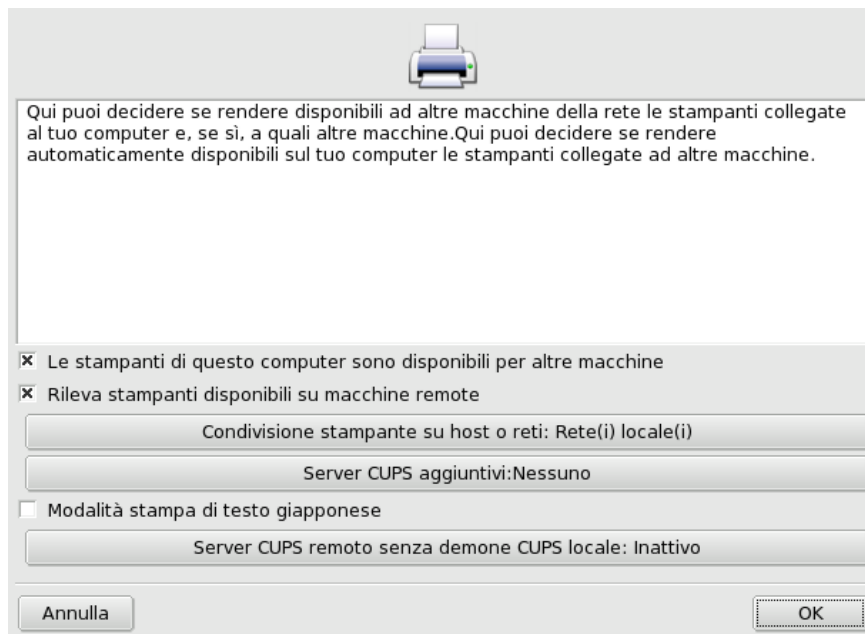 Qui puoi decidere se rendere disponibili ad altre macchine della rete le stampanti collegate
al tuo computer e, se sì, a quali altre macchine.Qui puoi decidere se rendere
automaticamente disponibili sul tuo computer le stampanti collegate ad altre macchine.
Le stampanti di questo computer sono disponibili per altre macchine
Rileva stampanti disponibili su macchine remote
Condivisione stampante su host o reti: Rete(i) locale(i)
Server CUPS aggiuntivi:Nessuno
Modalità stampa di testo giapponese
Server CUPS remoto senza demone CUPS locale: Inattivo
Annulla
OK